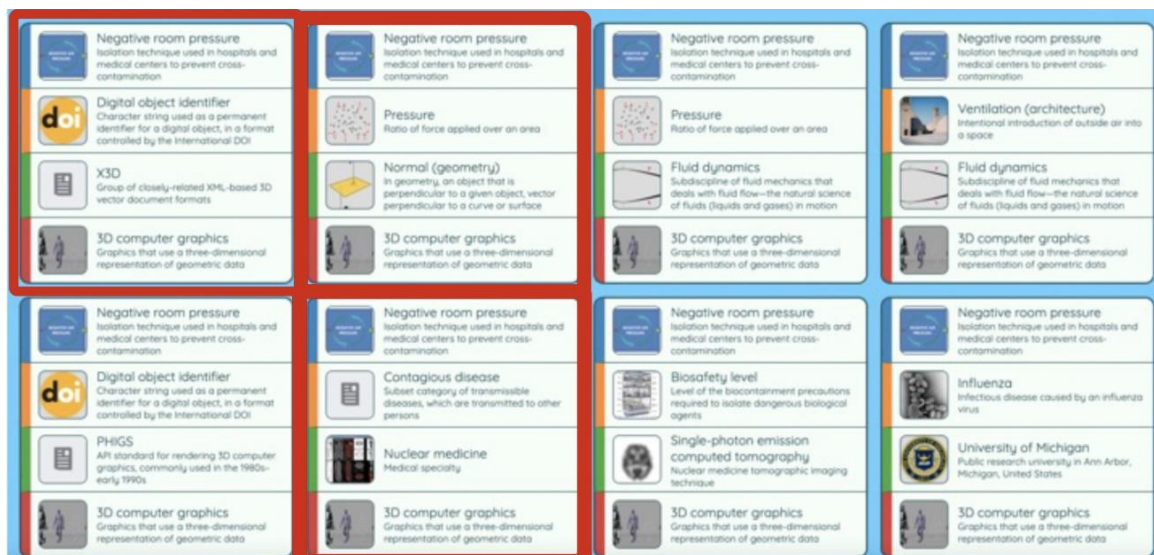 Negative room pressure
Isolation technique used in hospitals and
medical centers to prevent cross-
contamination
doi
Digital object identifier
Character string used as a permanent
identifier for a digital object, in a format
controlled by the International DOI
X3D
Group of closely-related XML-based 3D
vector document formats
3D computer graphics
Graphics that use a three-dimensional
representation of geometric data
Negative room pressure
Isolation technique used in hospitals and
medical centers to prevent cross-
contamination
Pressure
Ratio of force applied over an area
Normal (geometry)
In geometry, an object that is
perpendicular to a given object, vector
perpendicular to a curve or surface
3D computer graphics
Graphics that use a three-dimensional
representation of geometric data
Negative room pressure
Isolation technique used in hospitals and
medical centers to prevent cross-
contamination
Pressure
Ratio of force applied over an area
Fluid dynamics
Subdiscipline of fluid mechanics that
deals with fluid flow—the natural science
of fluids (liquids and gases) in motion
3D computer graphics
Graphics that use a three-dimensional
representation of geometric data
Negative room pressure
Isolation technique used in hospitals and
medical centers to prevent cross-
contamination
Ventilation (architecture)
Intentional introduction of outside air into
a space
Fluid dynamics
Subdiscipline of fluid mechanics that
deals with fluid flow—the natural science
of fluids (liquids and gases) in motion
3D computer graphics
Graphics that use a three-dimensional
representation of geometric data
Negative room pressure
Isolation technique used in hospitals and
medical centers to prevent cross-
contamination
doi
Digital object identifier
Character string used as a permanent
identifier for a digital object, in a format
controlled by the International DOI
PHIGS
API standard for rendering 3D computer
graphics, commonly used in the 1980s-
early 1990s
3D computer graphics
Graphics that use a three-dimensional
representation of geometric data
Negative room pressure
Isolation technique used in hospitals and
medical centers to prevent cross-
contamination
Contagious disease
Subset category of transmissible
diseases, which are transmitted to other
persons
Nuclear medicine
Medical specialty
3D computer graphics
Graphics that use a three-dimensional
representation of geometric data
Negative room pressure
Isolation technique used in hospitals and
medical centers to prevent cross-
contamination
Biosafety level
Level of the biocontainment precautions
required to isolate dangerous biological
agents
Single-photon emission
computed tomography
Nuclear medicine tomographic imaging
technique
3D computer graphics
Graphics that use a three-dimensional
representation of geometric data
Negative room pressure
Isolation technique used in hospitals and
medical centers to prevent cross-
contamination
Influenza
Infectious disease caused by an influenza
virus
University of Michigan
Public research university in Ann Arbor,
Michigan, United States
3D computer graphics
Graphics that use a three-dimensional
representation of geometric data